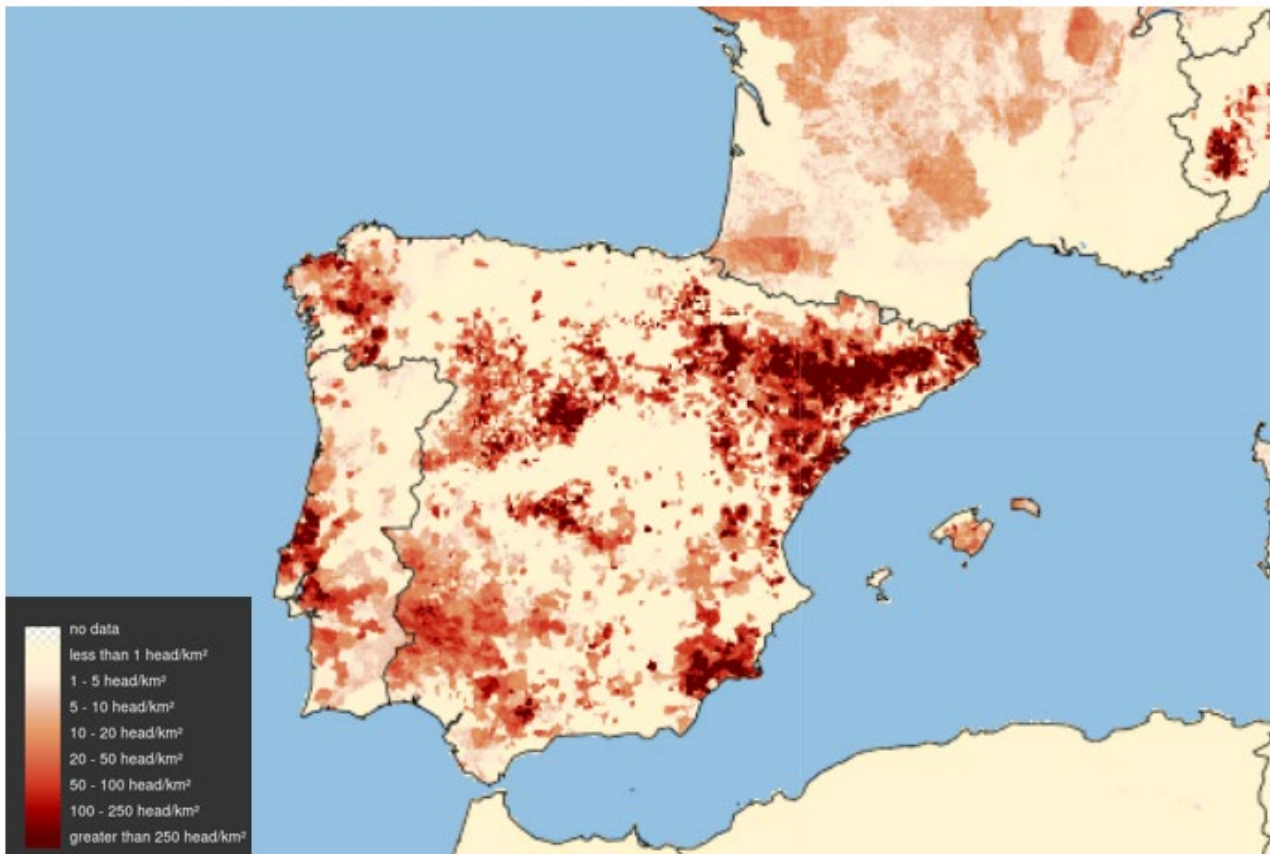 no data
less than 1 head/km²
1 - 5 head/km²
5 - 10 head/km²
10 - 20 head/km²
20 - 50 head/km²
50 - 100 head/km²
100 - 250 head/km²
greater than 250 head/km²